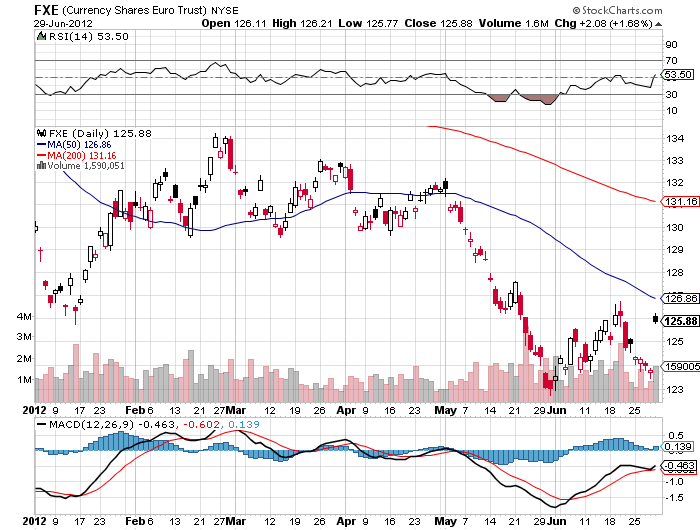 FXE (Currency Shares Euro Trust) NYSE © StockCharts.com
29-Jun-2012 Open 126.11 High 126.21 Low 125.77 Close 125.88 Volume 1.6M Chg +2.08 (+1.68%)
RSI(14) 53.50
90
70
53.50
30
10
FXE (Daily) 125.88
MA(50) 126.86
MA(200) 131.16
Volume 1,590,051
134
133
132
131.16
130
129
128
127
126.86
125.88
125
4M
3M
2M
1M
159005
123
2012 9 17 23 Feb 6 13 21 Mar 12 19 26 Apr 9 16 23 May 7 14 21 29 Jun 11 18 25
MACD(12,26,9) -0.463, -0.602, 0.139
0.5
0.139
-0.463
-1.0
-1.5
2012 9 17 23 Feb 6 13 21 Mar 12 19 26 Apr 9 16 23 May 7 14 21 29 Jun 11 18 25